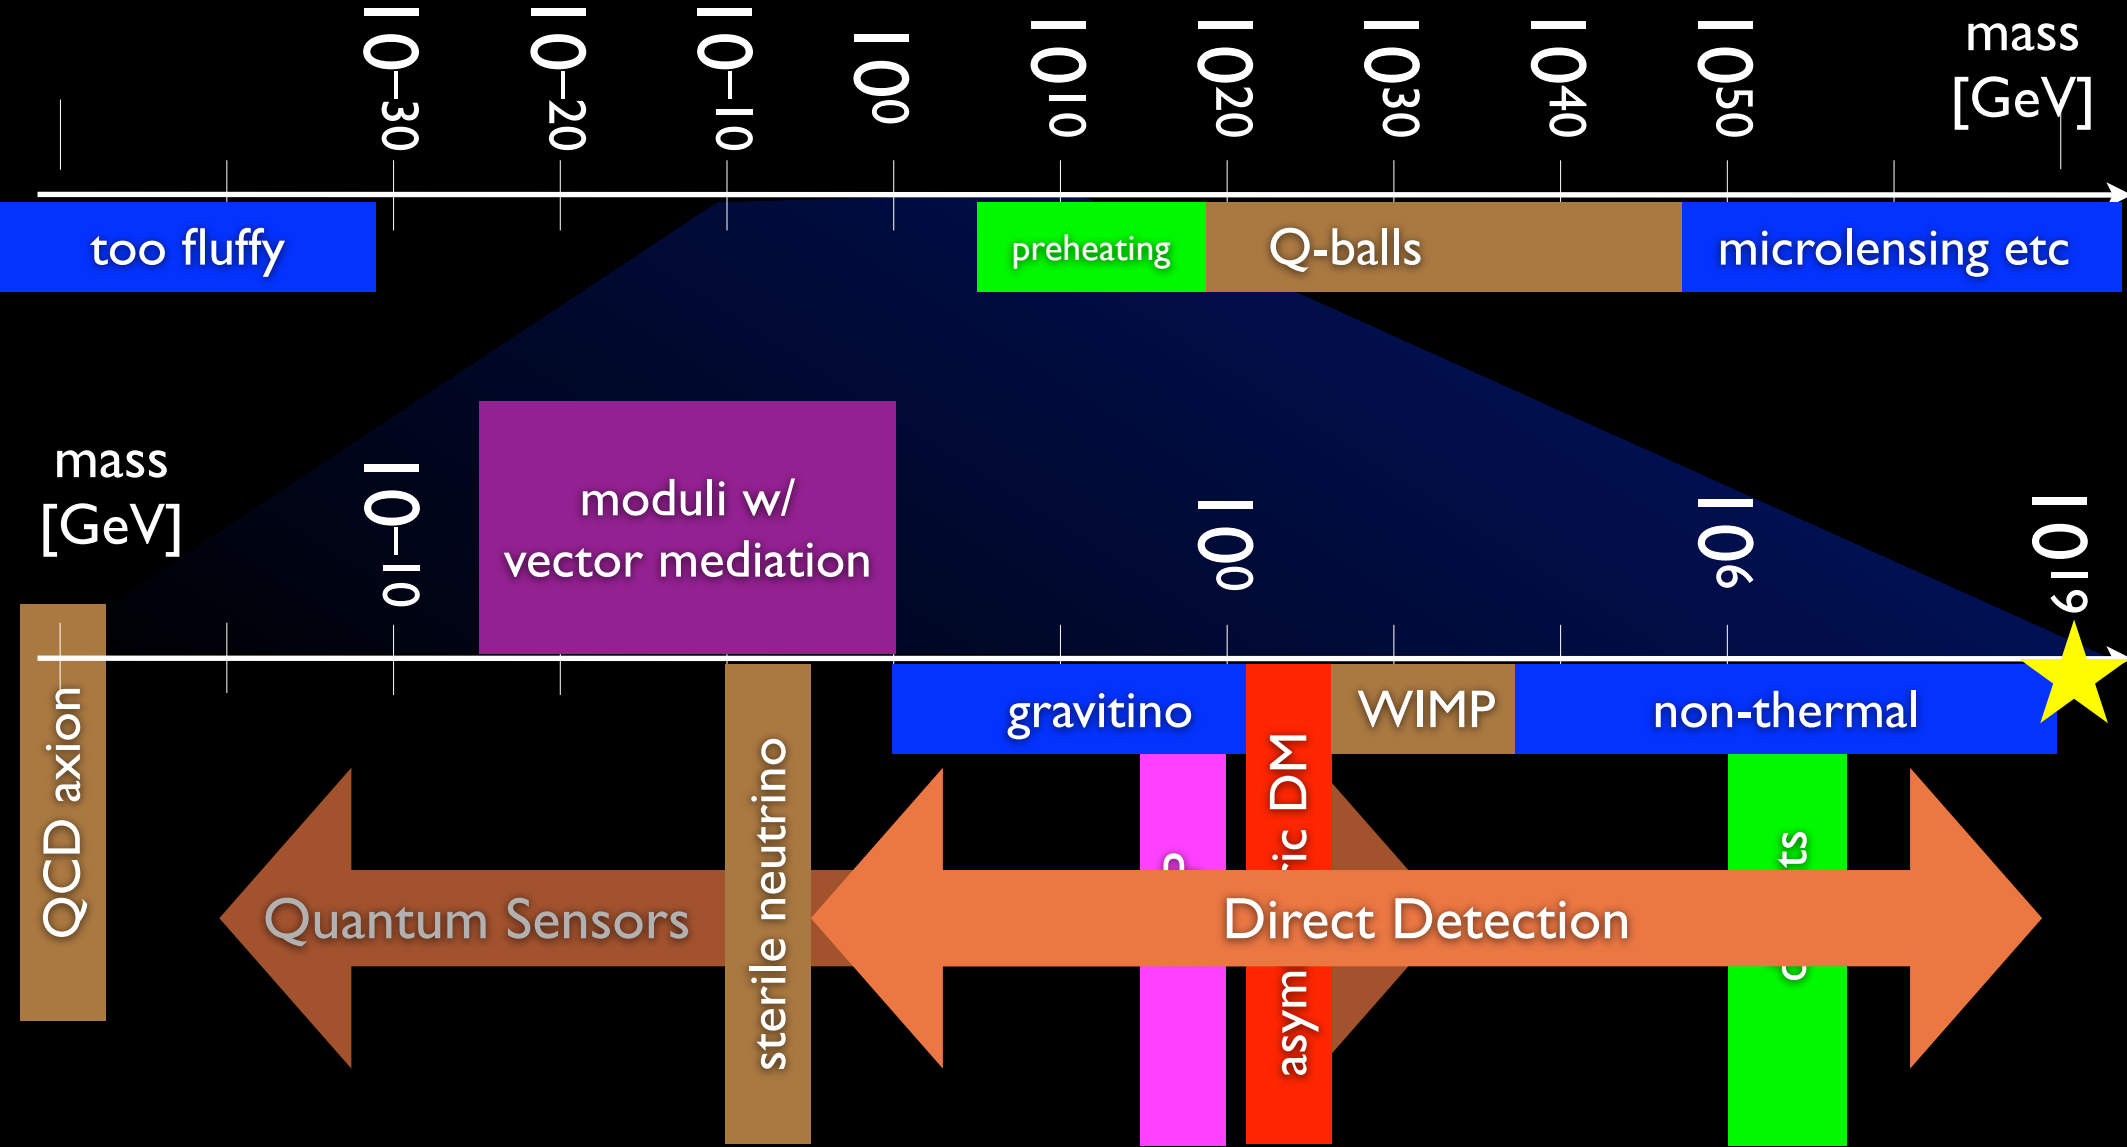 10⁻³⁰ 10⁻²⁰ 10⁻¹⁰ 10⁰ 10¹⁰ 10²⁰ 10³⁰ 10⁴⁰ 10⁵⁰
mass
[GeV]
too fluffy
preheating
Q-balls
microlensing etc
mass
[GeV]
10⁻¹⁰
moduli w/
vector mediation
10⁰
10⁶
10¹⁹
QCD axion
sterile neutrino
gravitino
WIMP
non-thermal
DM
Quantum Sensors
Direct Detection